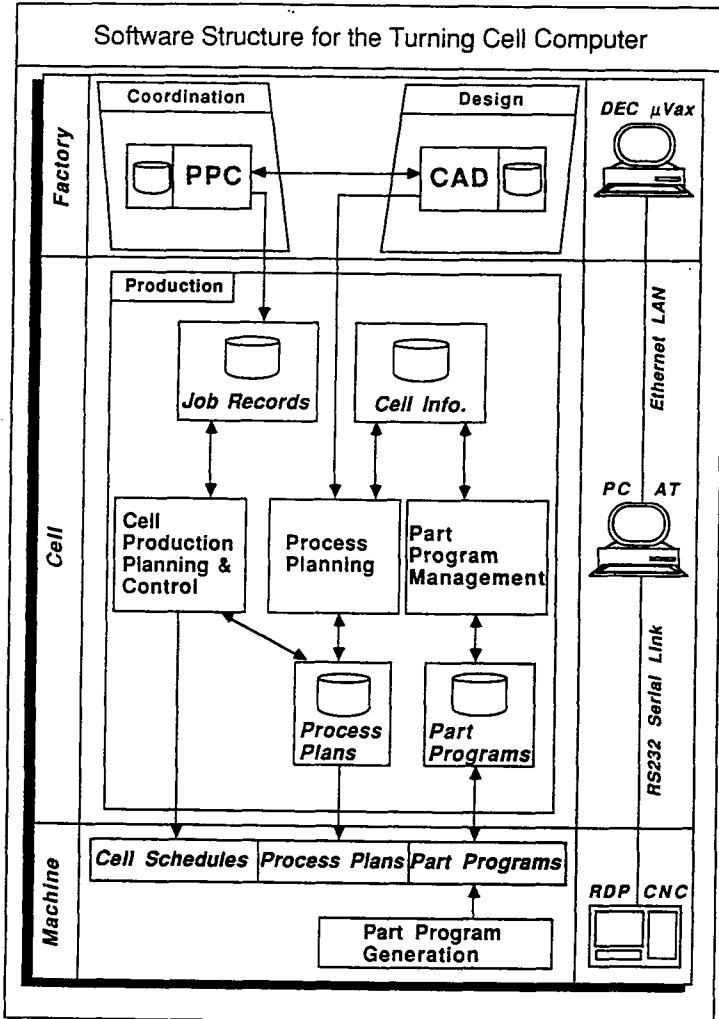 Software Structure for the Turning Cell Computer
Coordination
Design
DEC µVax
Factory
PPC
CAD
Production
Ethernet LAN
Job Records
Cell Info.
PC AT
Cell
Cell
Production
Planning &
Control
Process
Planning
Part
Program
Management
RS232 Serial Link
Process
Plans
Part
Programs
Machine
Cell Schedules
Process Plans
Part Programs
RDP CNC
Part Program
Generation